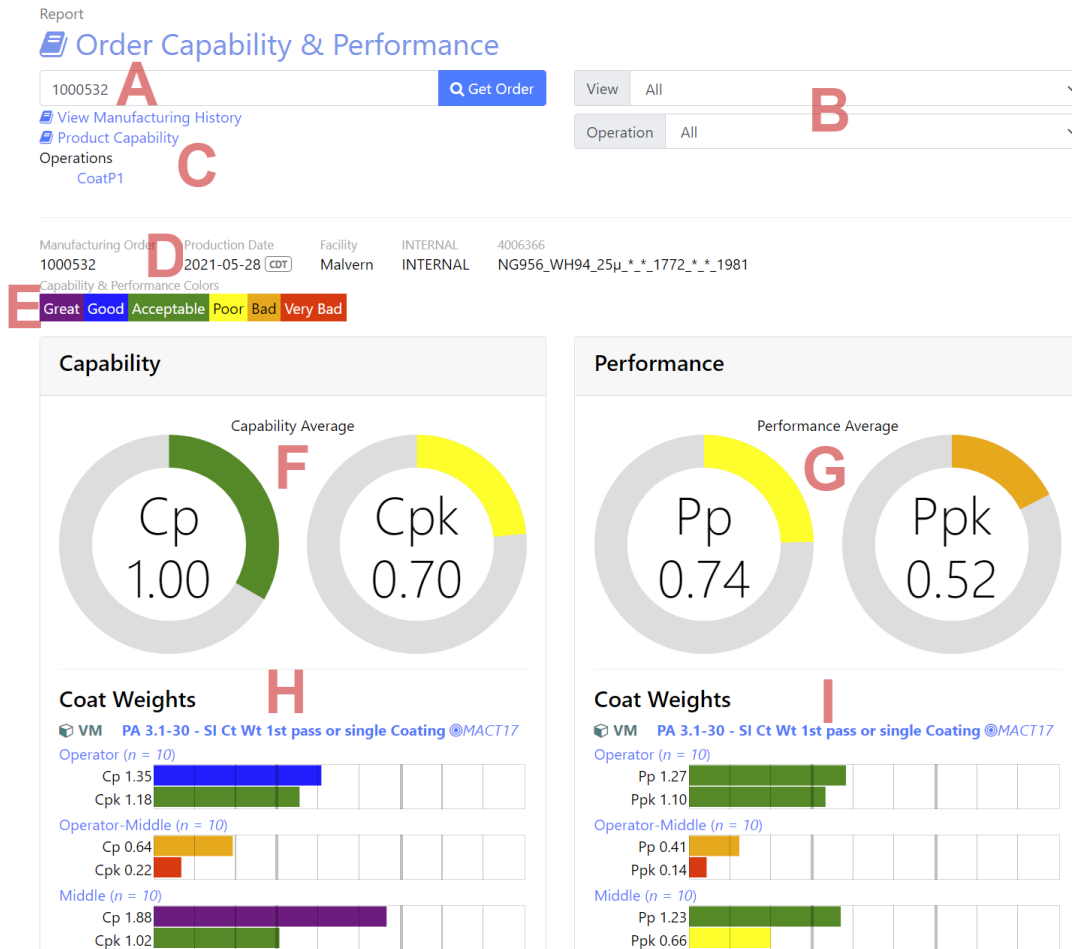 Report
Order Capability & Performance
A
1000532
Get Order
View All
B
View Manufacturing History
Product Capability
Operation All
Operations
C
CoatP1
Manufacturing Order Production Date Facility INTERNAL 4006366
D
1000532 2021-05-28 CDT Malvern INTERNAL NG956_WH94_25µ_*_*_1772_*_*_1981
Capability & Performance Colors
E
Great Good Acceptable Poor Bad Very Bad
Capability
Performance
Capability Average
F
Performance Average
G
Cp
1.00
Cpk
0.70
Pp
0.74
Ppk
0.52
H
Coat Weights
VM PA 3.1-30 - SI Ct Wt 1st pass or single Coating MACT17
Operator (n = 10)
Cp 1.35
Cpk 1.18
Operator-Middle (n = 10)
Cp 0.64
Cpk 0.22
Middle (n = 10)
Cp 1.88
Cpk 1.02
I
Coat Weights
VM PA 3.1-30 - SI Ct Wt 1st pass or single Coating MACT17
Operator (n = 10)
Pp 1.27
Ppk 1.10
Operator-Middle (n = 10)
Pp 0.41
Ppk 0.14
Middle (n = 10)
Pp 1.23
Ppk 0.66